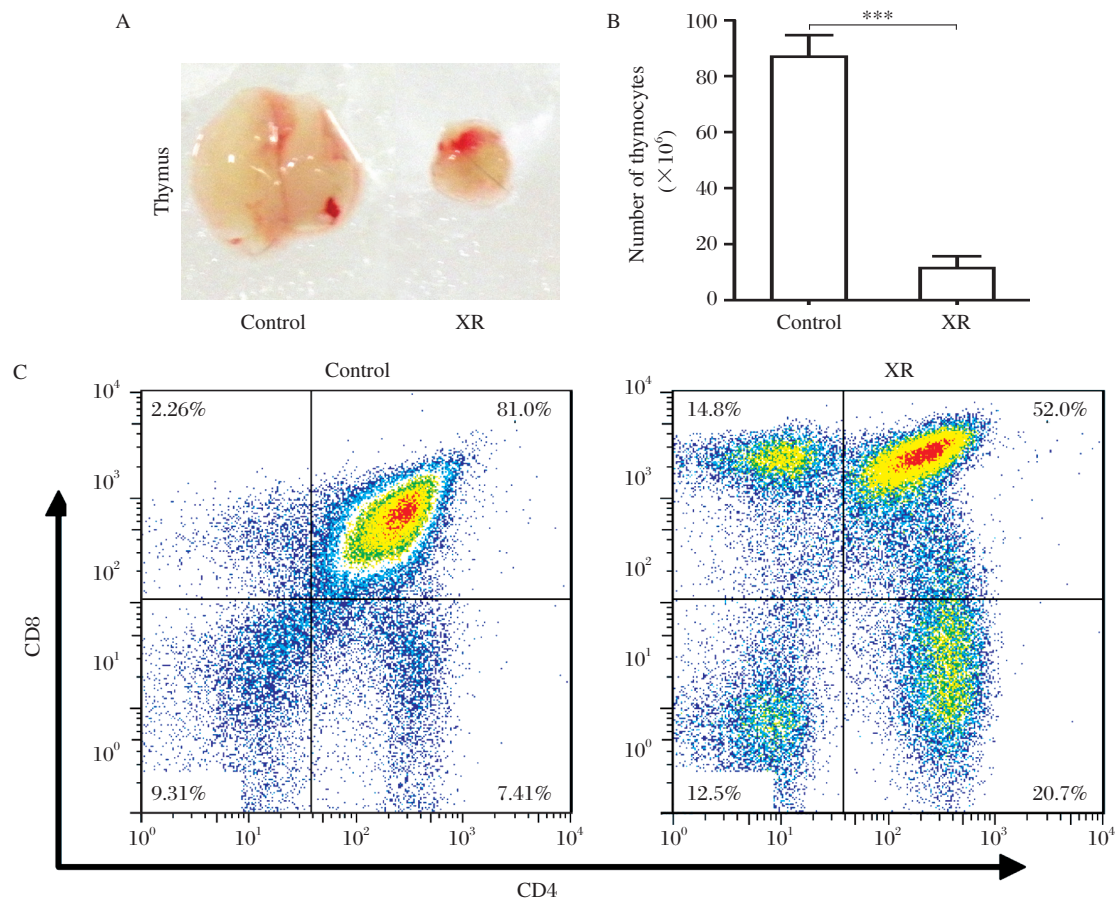 A
Thymus
Control XR
B
***
Number of thymocytes
(×10⁶)
100
80
60
40
20
0
Control XR
C
Control
10⁴
10³
10²
10¹
10⁰
2.26% 81.0%
9.31% 7.41%
10⁰ 10¹ 10² 10³ 10⁴
XR
10⁴
10³
10²
10¹
10⁰
14.8% 52.0%
12.5% 20.7%
10⁰ 10¹ 10² 10³ 10⁴
CD8
CD4